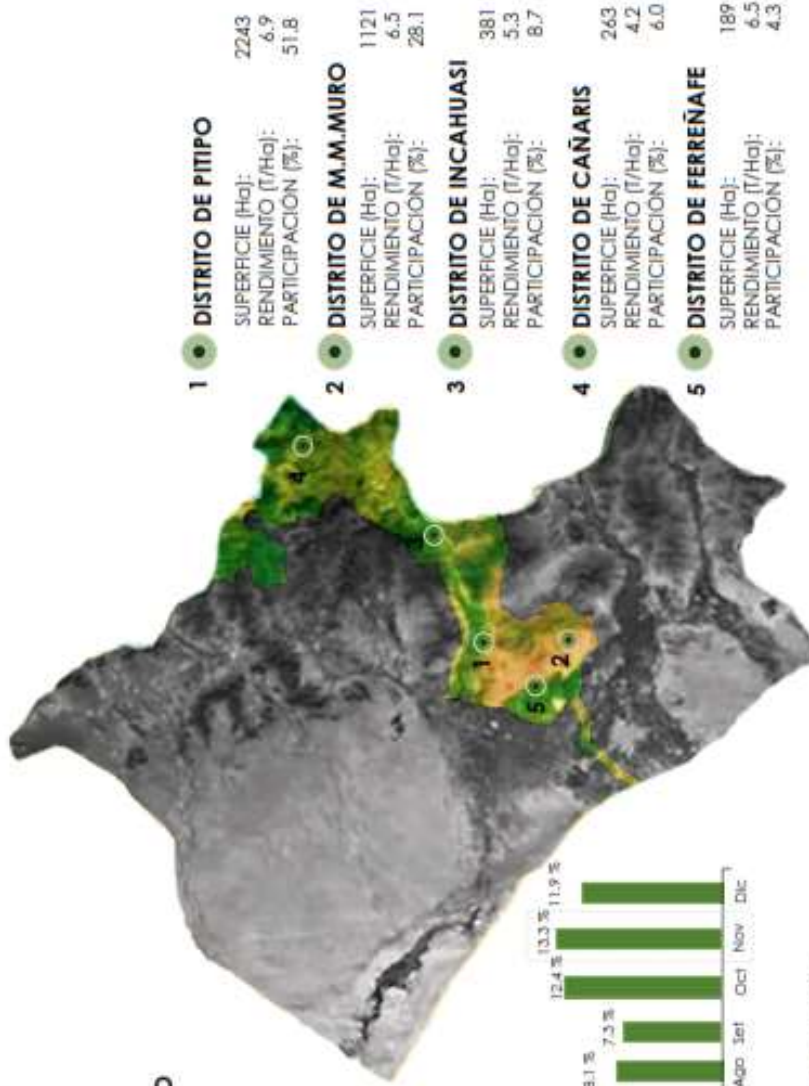 1 DISTRITO DE PITIPO
SUPERFICIE (Ha): 2243
RENDIMIENTO (T/Ha): 6.9
PARTICIPACIÓN (%): 51.8
2 DISTRITO DE M.M.MURO
SUPERFICIE (Ha): 1121
RENDIMIENTO (T/Ha): 6.5
PARTICIPACIÓN (%): 28.1
3 DISTRITO DE INCAHUASI
SUPERFICIE (Ha): 381
RENDIMIENTO (T/Ha): 5.3
PARTICIPACIÓN (%): 8.7
4 DISTRITO DE CAÑARIS
SUPERFICIE (Ha): 263
RENDIMIENTO (T/Ha): 4.2
PARTICIPACIÓN (%): 6.0
5 DISTRITO DE FERREÑAFE
SUPERFICIE (Ha): 189
RENDIMIENTO (T/Ha): 6.5
PARTICIPACIÓN (%): 4.3
4
1
5
2
7.3 % 12.4 % 13.3 % 11.9 %
Ago Set Oct Nov Dic